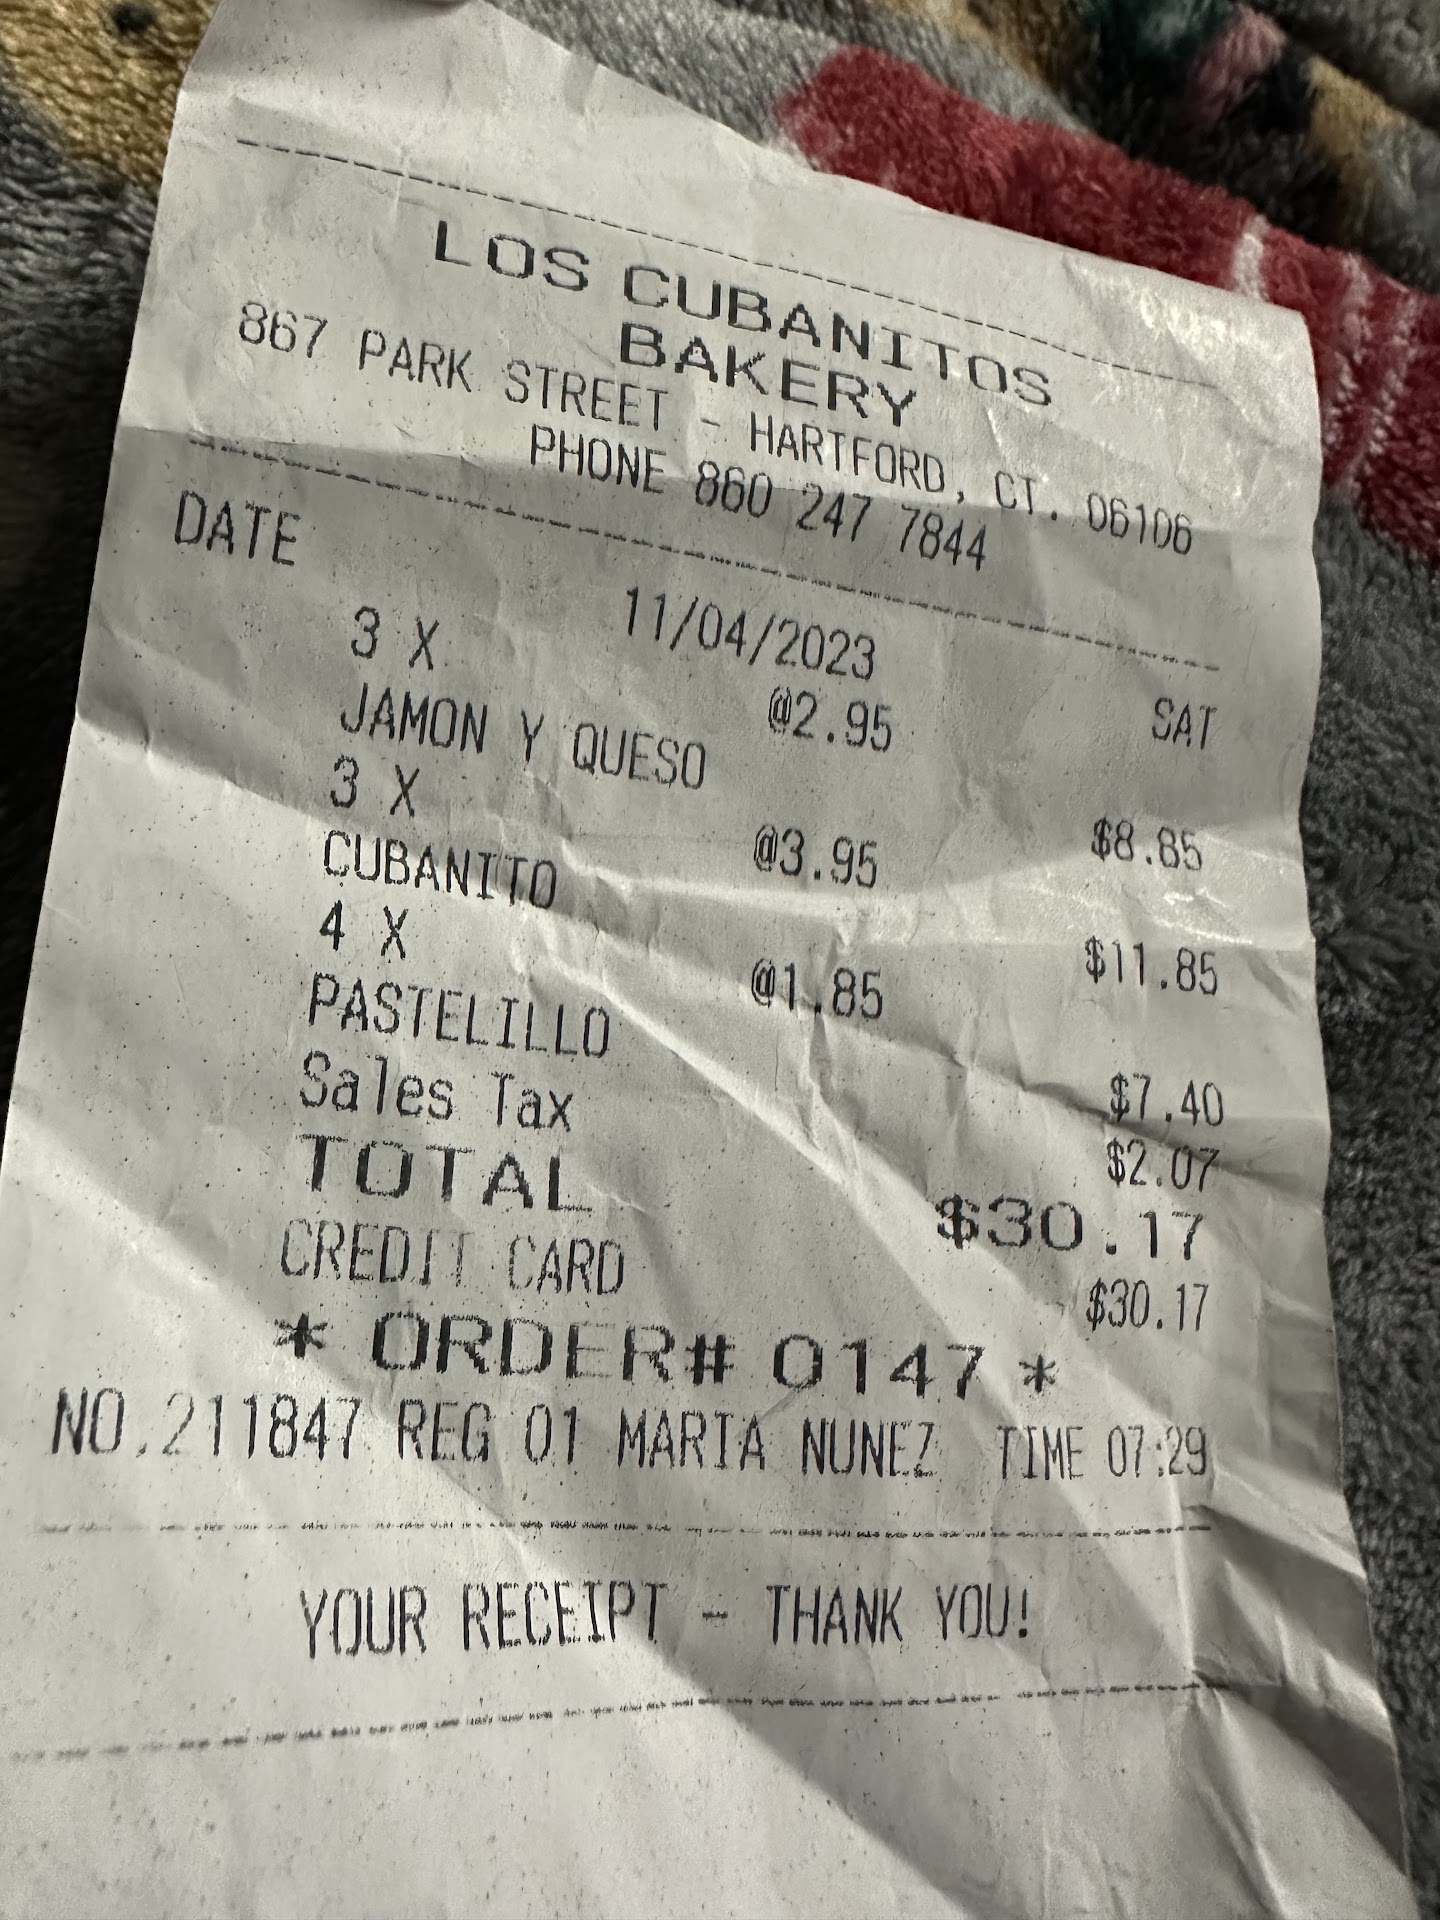 LOS CUBANITOS
BAKERY
867 PARK STREET - HARTFORD, CT. 06106
PHONE 860 247 7844
DATE 11/04/2023 SAT
3 X @2.95
JAMON Y QUESO $8.85
3 X @3.95
CUBANITO $11.85
4 X @1.85
PASTELILLO $7.40
Sales Tax $2.07
TOTAL $30.17
CREDIT CARD $30.17
* ORDER# 0147 *
NO.211847 REG 01 MARIA NUNEZ TIME 07:29
YOUR RECEIPT - THANK YOU!